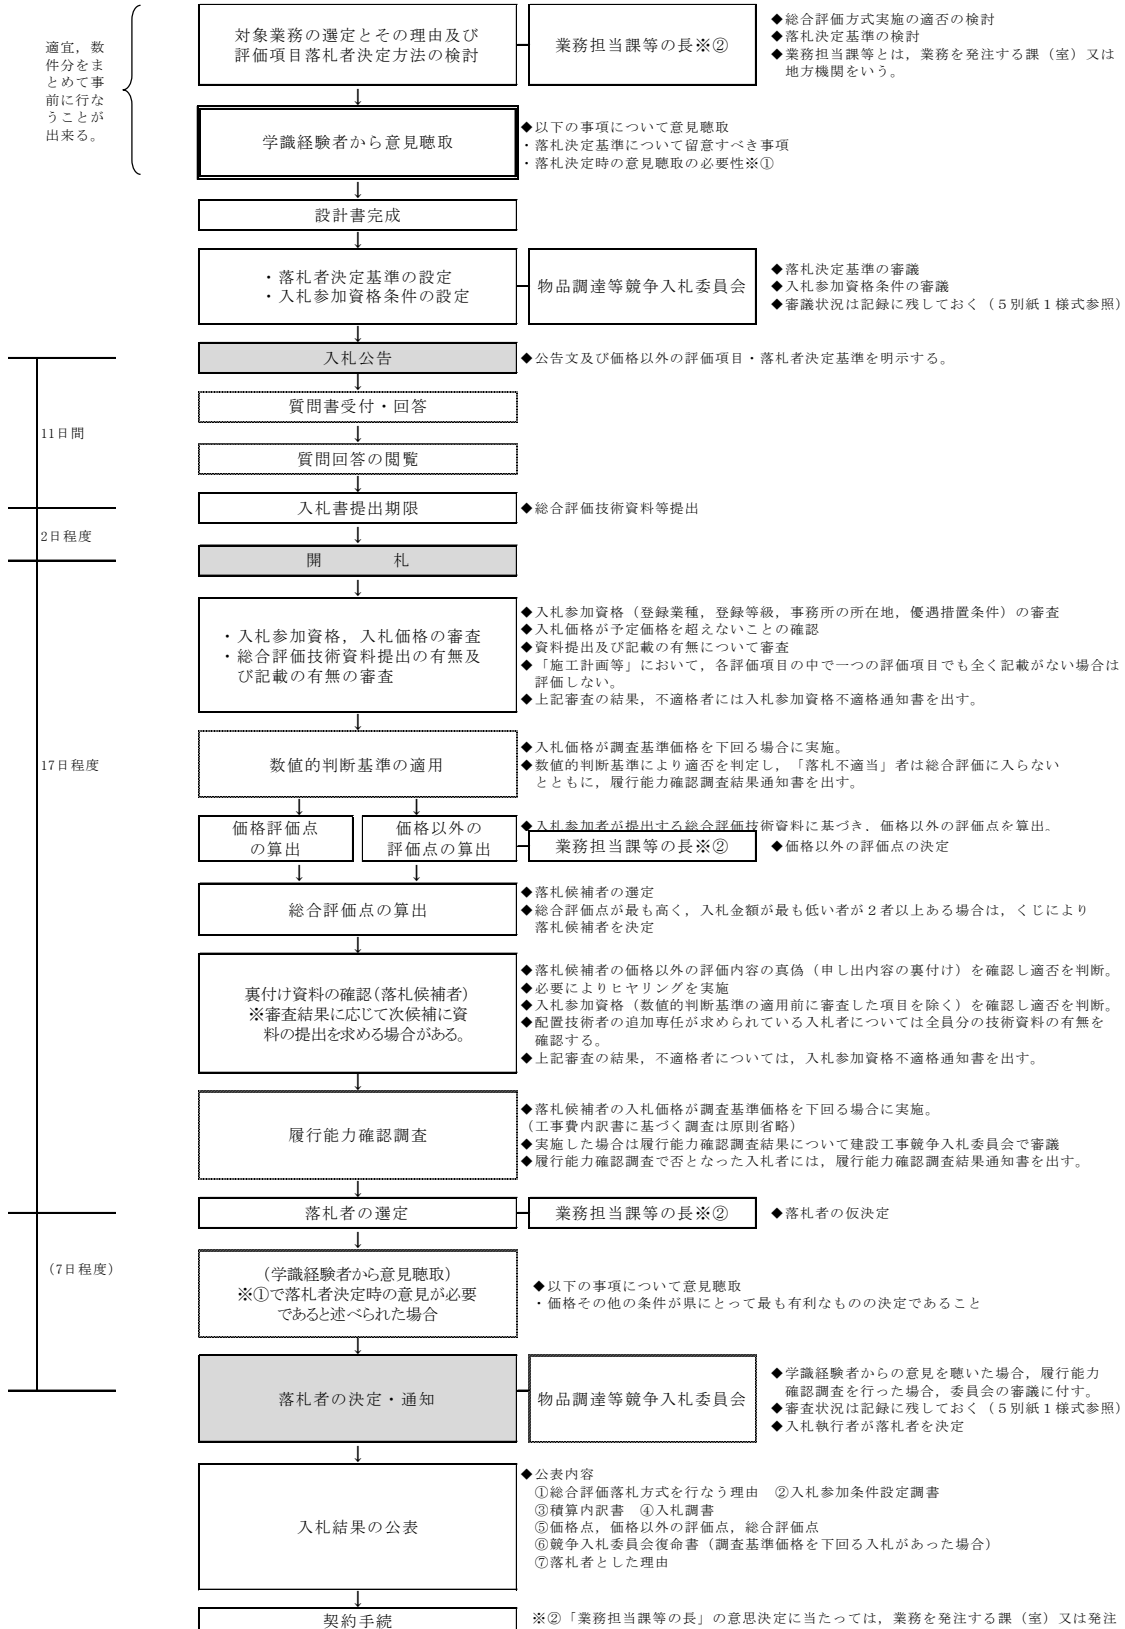 適宜，数
件分をま
とめて事
前に行な
うことが
出来る。
対象業務の選定とその理由及び
評価項目落札者決定方法の検討
業務担当課等の長※②
◆総合評価方式実施の適否の検討
◆落札決定基準の検討
◆業務担当課等とは，業務を発注する課（室）又は
地方機関をいう。
↓
学識経験者から意見聴取
◆以下の事項について意見聴取
・落札決定基準について留意すべき事項
・落札決定時の意見聴取の必要性※①
↓
設計書完成
↓
・落札者決定基準の設定
・入札参加資格条件の設定
物品調達等競争入札委員会
◆落札決定基準の審議
◆入札参加資格条件の審議
◆審議状況は記録に残しておく（５別紙１様式参照）
↓
入札公告
◆公告文及び価格以外の評価項目・落札者決定基準を明示する。
↓
質問書受付・回答
11日間
↓
質問回答の閲覧
↓
入札書提出期限
◆総合評価技術資料等提出
2日程度
↓
開　　　　札
↓
・入札参加資格，入札価格の審査
・総合評価技術資料提出の有無及
び記載の有無の審査
◆入札参加資格（登録業種，登録等級，事務所の所在地，優遇措置条件）の審査
◆入札価格が予定価格を超えないことの確認
◆資料提出及び記載の有無について審査
◆「施工計画等」において，各評価項目の中で一つの評価項目でも全く記載がない場合は
評価しない。
◆上記審査の結果，不適格者には入札参加資格不適格通知書を出す。
↓
17日程度
数値的判断基準の適用
◆入札価格が調査基準価格を下回る場合に実施。
◆数値的判断基準により適否を判定し，「落札不適当」者は総合評価に入らない
とともに，履行能力確認調査結果通知書を出す。
↓　↓
価格評価点
の算出
価格以外の
評価点の算出
◆入札参加者が提出する総合評価技術資料に基づき，価格以外の評価点を算出。
業務担当課等の長※②
◆価格以外の評価点の決定
↓　↓
総合評価点の算出
◆落札候補者の選定
◆総合評価点が最も高く，入札金額が最も低い者が２者以上ある場合は，くじにより
落札候補者を決定
↓
裏付け資料の確認（落札候補者）
※審査結果に応じて次候補に資
料の提出を求める場合がある。
◆落札候補者の価格以外の評価内容の真偽（申し出内容の裏付け）を確認し適否を判断。
◆必要によりヒヤリングを実施
◆入札参加資格（数値的判断基準の適用前に審査した項目を除く）を確認し適否を判断。
◆配置技術者の追加専任が求められている入札者については全員分の技術資料の有無を
確認する。
◆上記審査の結果，不適格者については，入札参加資格不適格通知書を出す。
↓
履行能力確認調査
◆落札候補者の入札価格が調査基準価格を下回る場合に実施。
（工事費内訳書に基づく調査は原則省略）
◆実施した場合は履行能力確認調査結果について建設工事競争入札委員会で審議
◆履行能力確認調査で否となった入札者には，履行能力確認調査結果通知書を出す。
↓
落札者の選定
業務担当課等の長※②
◆落札者の仮決定
↓
（7日程度）
（学識経験者から意見聴取）
※①で落札者決定時の意見が必要
であると述べられた場合
◆以下の事項について意見聴取
・価格その他の条件が県にとって最も有利なものの決定であること
↓
落札者の決定・通知
物品調達等競争入札委員会
◆学識経験者からの意見を聴いた場合，履行能力
確認調査を行った場合，委員会の審議に付す。
◆審査状況は記録に残しておく（５別紙１様式参照）
◆入札執行者が落札者を決定
↓
入札結果の公表
◆公表内容
①総合評価落札方式を行なう理由　②入札参加条件設定調書
③積算内訳書　④入札調書
⑤価格点，価格以外の評価点，総合評価点
⑥競争入札委員会復命書（調査基準価格を下回る入札があった場合）
⑦落札者とした理由
↓
契約手続
※②「業務担当課等の長」の意思決定に当たっては，業務を発注する課（室）又は発注